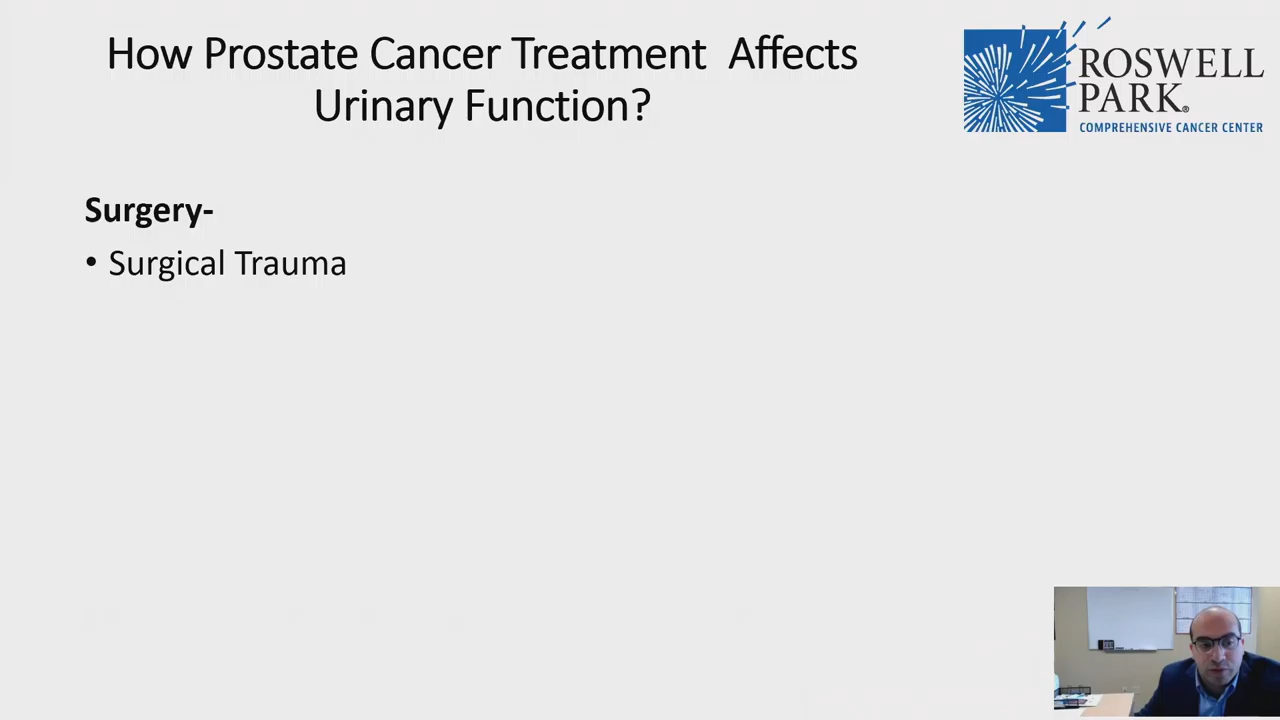 How Prostate Cancer Treatment Affects
Urinary Function?
ROSWELL
PARK®
COMPREHENSIVE CANCER CENTER
Surgery-
• Surgical Trauma